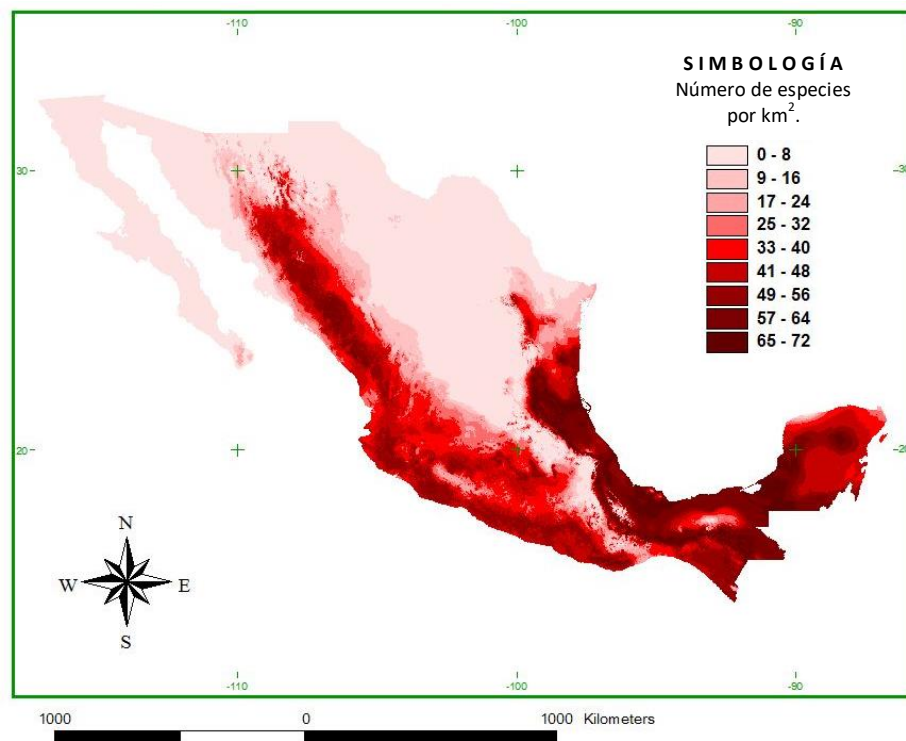 -110 -100 -90
S I M B O L O G Í A
Número de especies
por km².
0 - 8
30 9 - 16
17 - 24
25 - 32
33 - 40
41 - 48
49 - 56
57 - 64
65 - 72
20
N
W E
S
-110 -100 -90
1000 0 1000 Kilometers